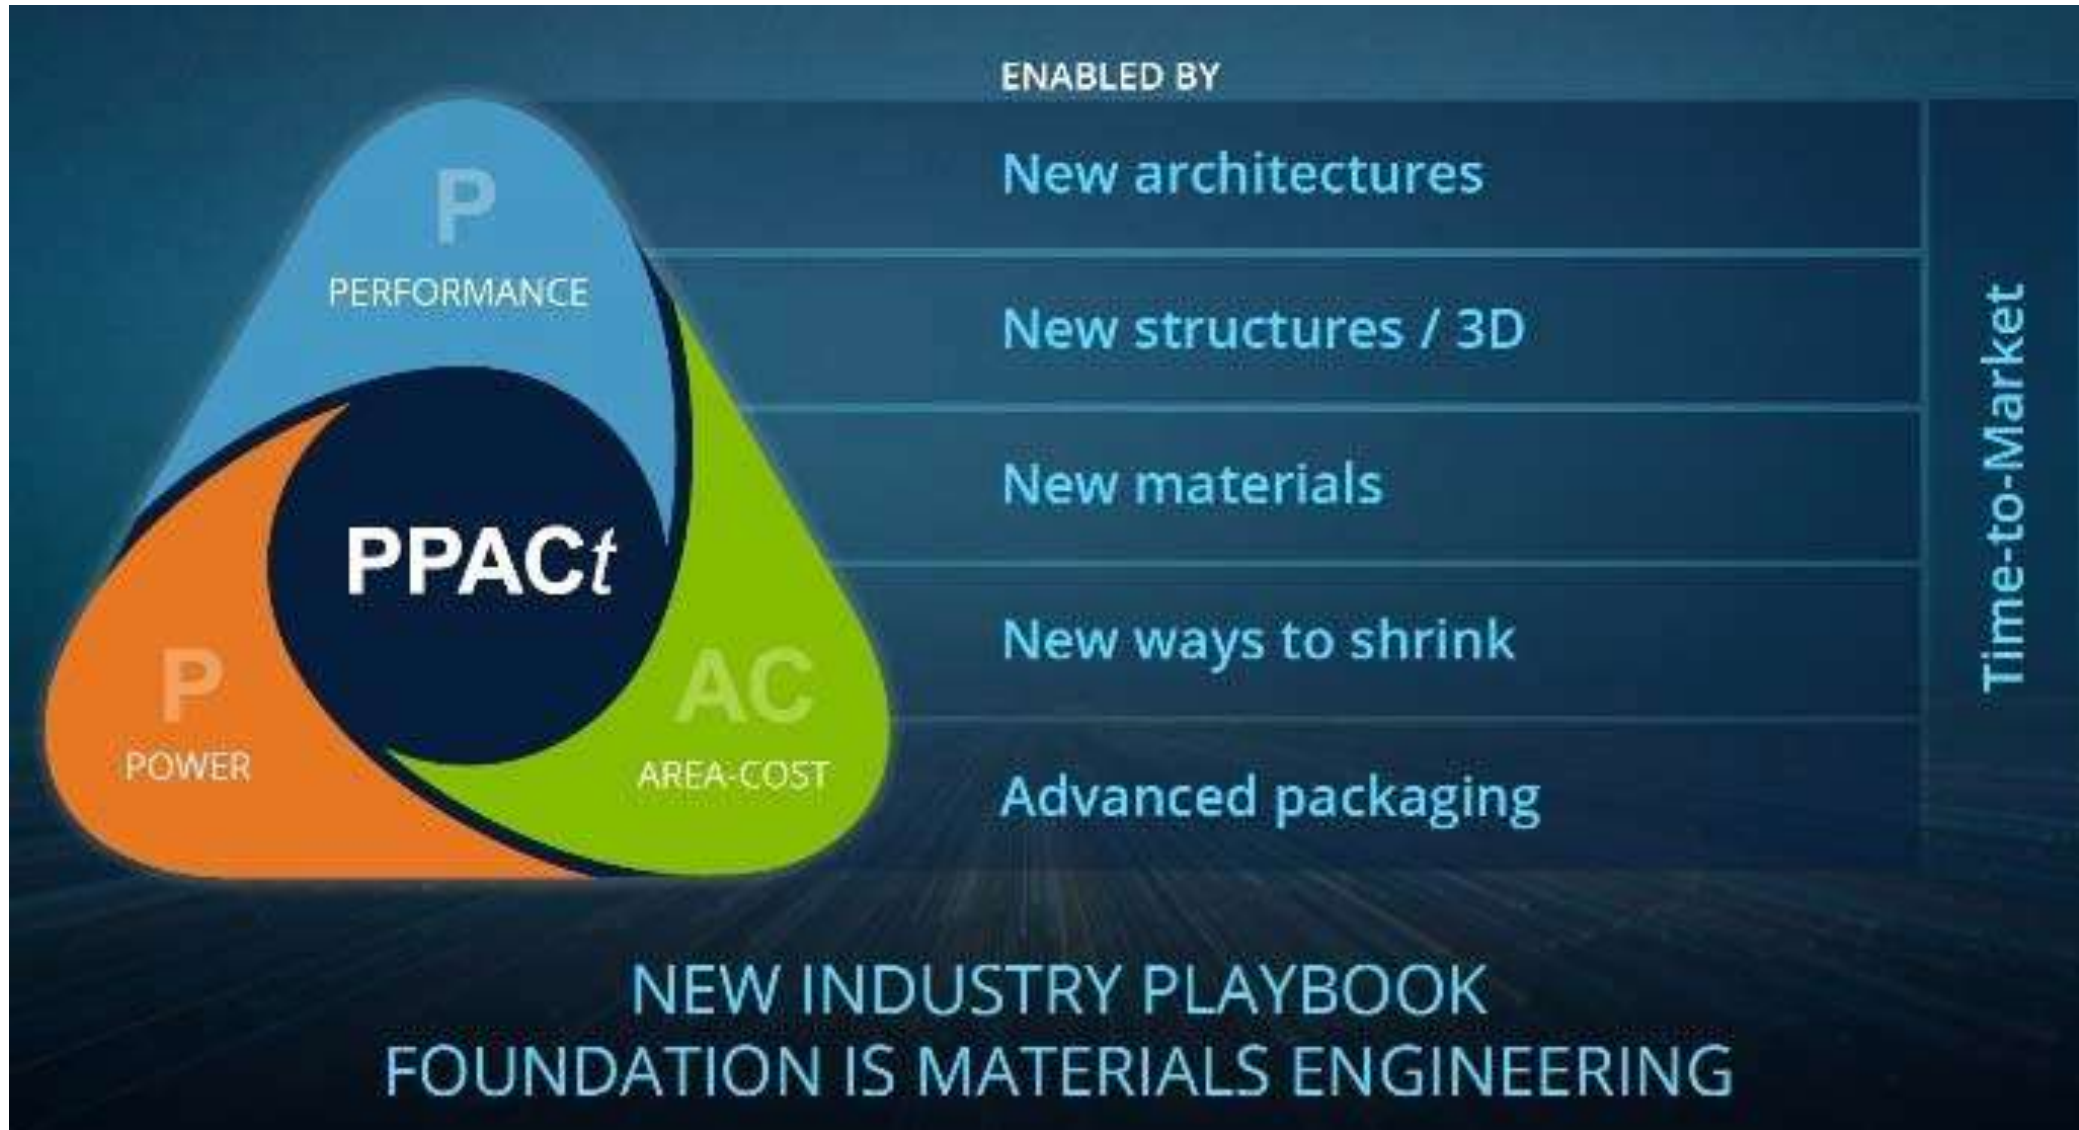 ENABLED BY
P
PERFORMANCE
PPACt
P
POWER
AC
AREA-COST
New architectures
New structures / 3D
New materials
New ways to shrink
Advanced packaging
Time-to-Market
NEW INDUSTRY PLAYBOOK
FOUNDATION IS MATERIALS ENGINEERING